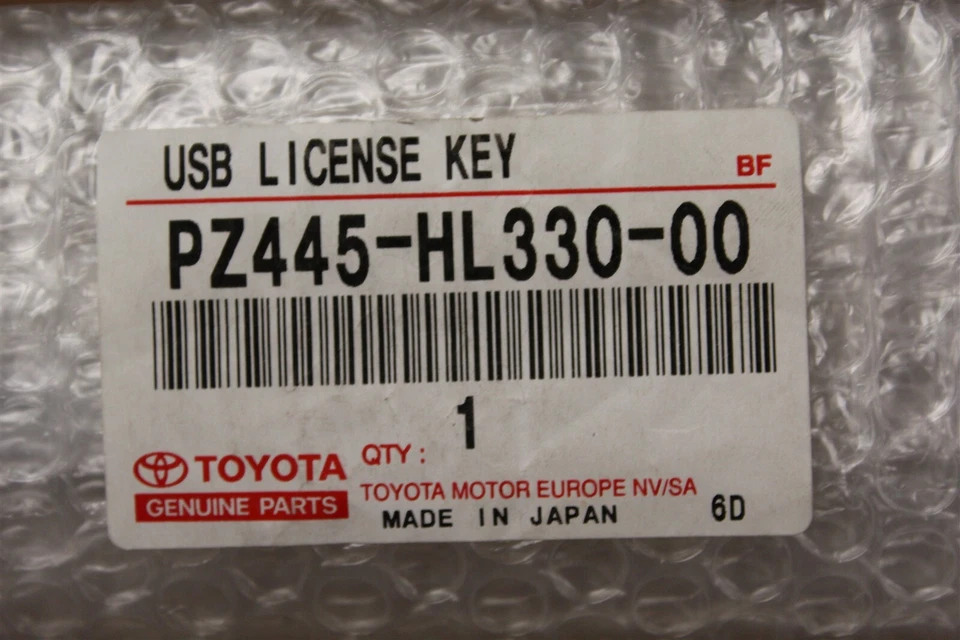 USB LICENSE KEY
BF
PZ445-HL330-00
1
QTY :
TOYOTA
GENUINE PARTS
TOYOTA MOTOR EUROPE NV/SA
MADE IN JAPAN 6D